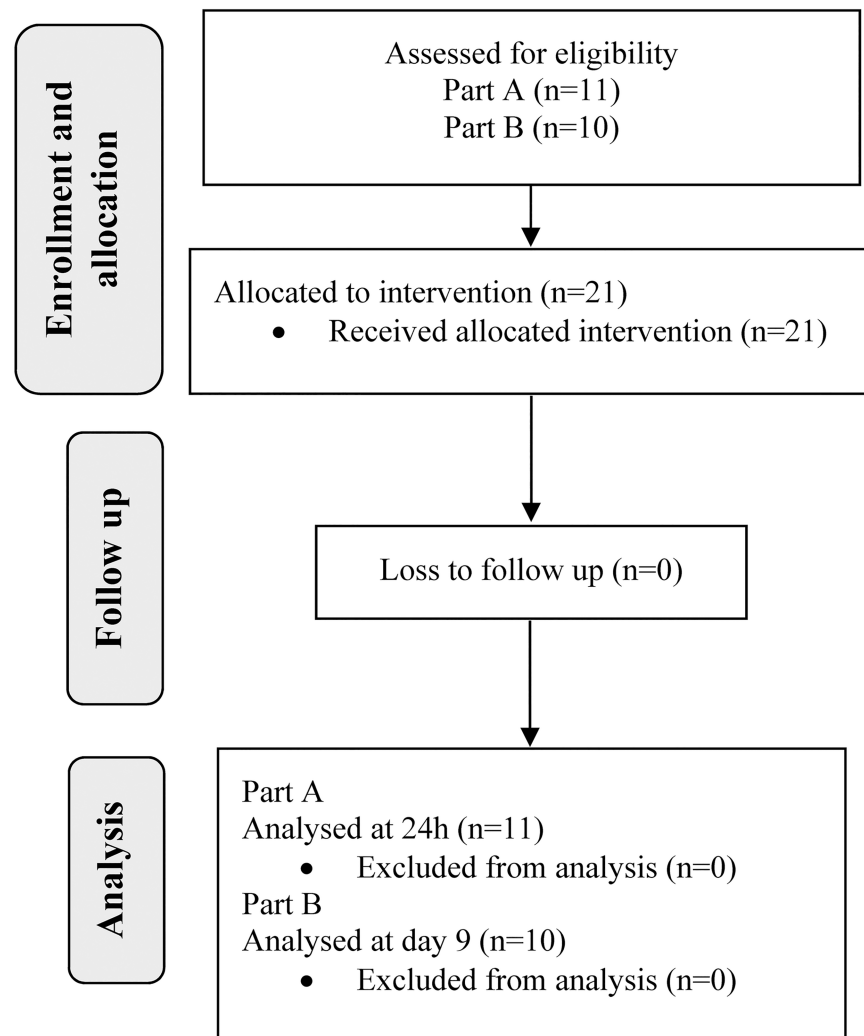 Enrollment and
allocation
Assessed for eligibility
Part A (n=11)
Part B (n=10)
Allocated to intervention (n=21)
• Received allocated intervention (n=21)
Follow up
Loss to follow up (n=0)
Analysis
Part A
Analysed at 24h (n=11)
• Excluded from analysis (n=0)
Part B
Analysed at day 9 (n=10)
• Excluded from analysis (n=0)